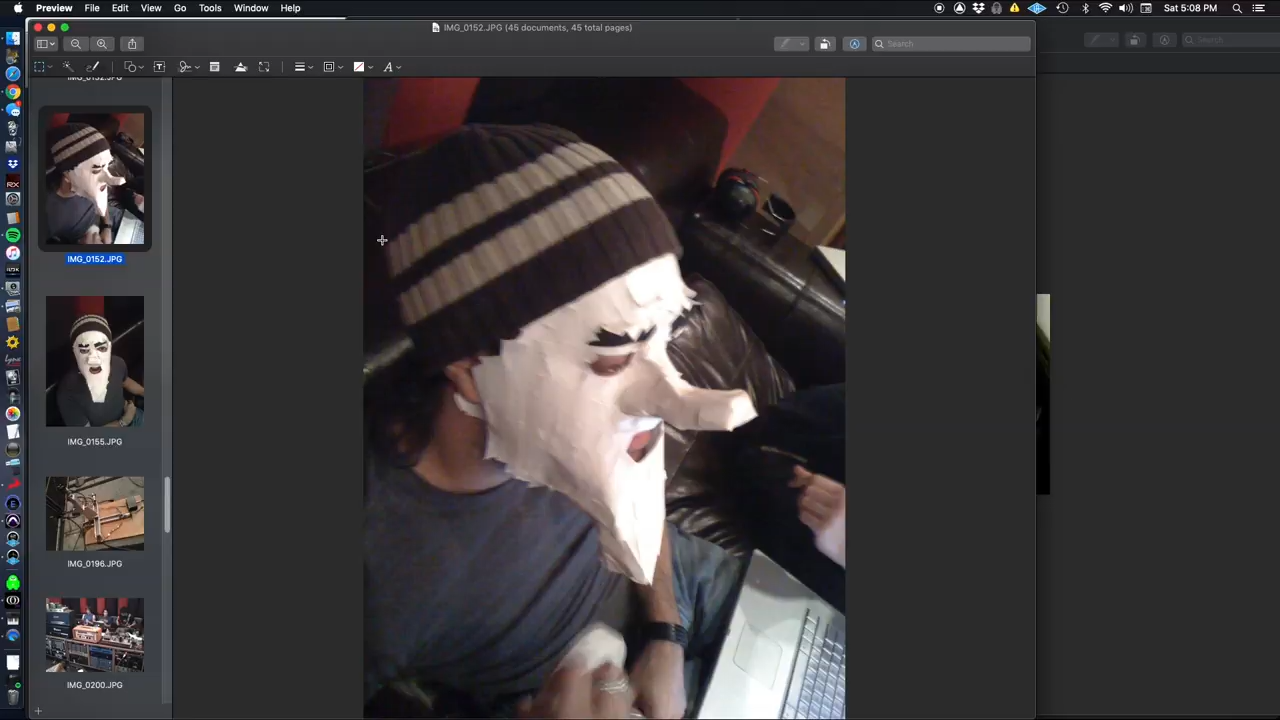 Preview File Edit View Go Tools Window Help
Sat 5:08 PM
IMG_0152.JPG (45 documents, 45 total pages)
Search
Search
IMG_0152.JPG
IMG_0155.JPG
IMG_0196.JPG
IMG_0200.JPG